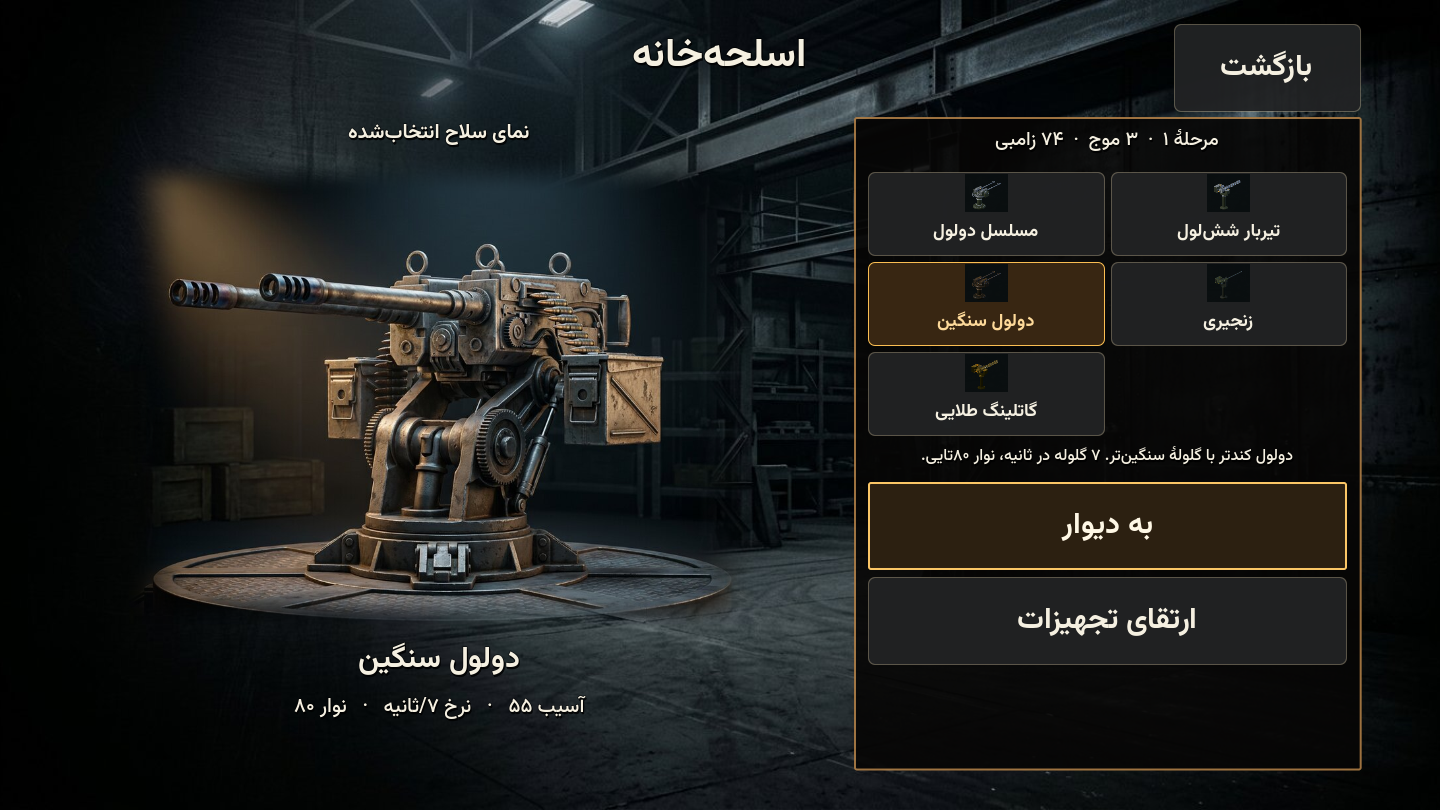 اسلحه‌خانه
بازگشت
نمای سلاح انتخاب‌شده
مرحلهٔ ۱ · ۳ موج · ۷۴ زامبی
تیربار شش‌لول
مسلسل دولول
زنجیری
دولول سنگین
گاتلینگ طلایی
دولول کندتر با گلولهٔ سنگین‌تر. ۷ گلوله در ثانیه، نوار ۸۰تایی.
به دیوار
ارتقای تجهیزات
دولول سنگین
آسیب ۵۵ · نرخ ۷/ثانیه · نوار ۸۰